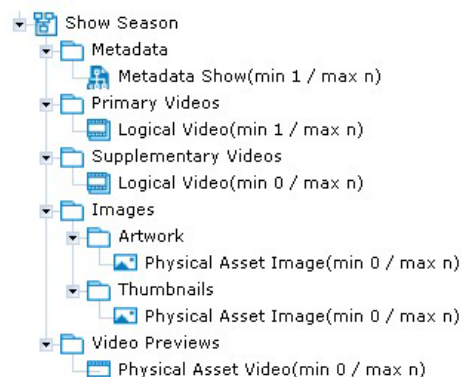 Show Season
Metadata
Metadata Show(min 1 / max n)
Primary Videos
Logical Video(min 1 / max n)
Supplementary Videos
Logical Video(min 0 / max n)
Images
Artwork
Physical Asset Image(min 0 / max n)
Thumbnails
Physical Asset Image(min 0 / max n)
Video Previews
Physical Asset Video(min 0 / max n)